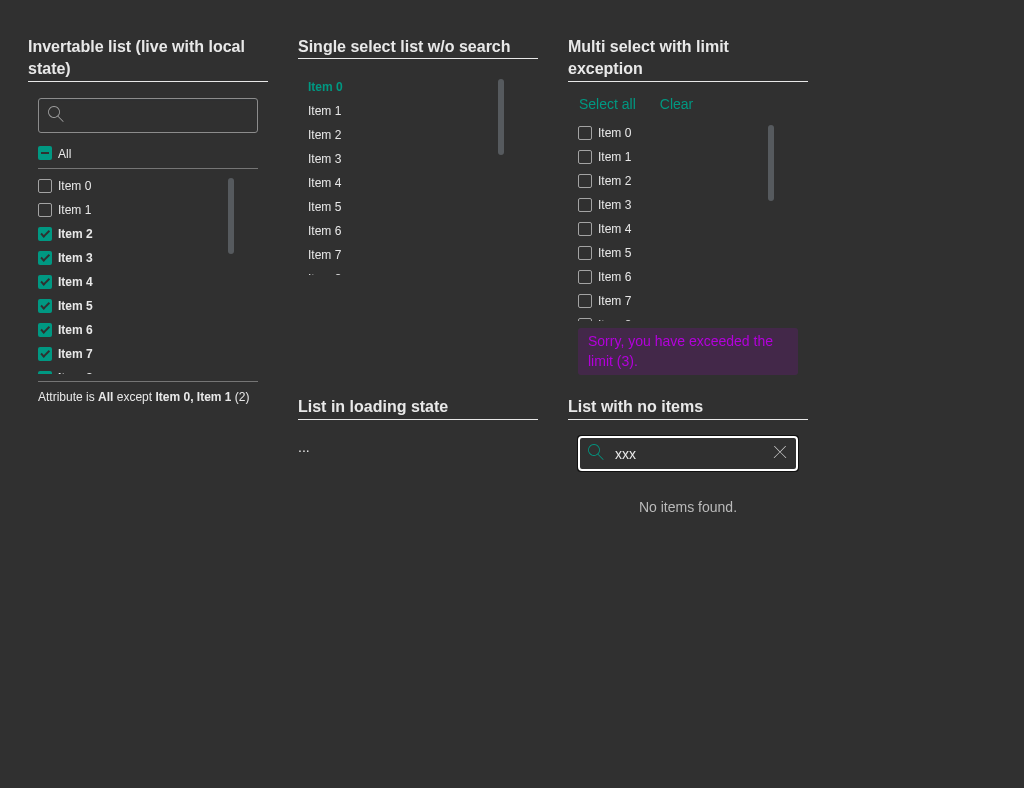 Invertable list (live with local
state)
All
Item 0
Item 1
Item 2
Item 3
Item 4
Item 5
Item 6
Item 7
Attribute is All except Item 0, Item 1 (2)
Single select list w/o search
Item 0
Item 1
Item 2
Item 3
Item 4
Item 5
Item 6
Item 7
Multi select with limit
exception
Select all Clear
Item 0
Item 1
Item 2
Item 3
Item 4
Item 5
Item 6
Item 7
Sorry, you have exceeded the
limit (3).
List in loading state
...
List with no items
xxx
No items found.